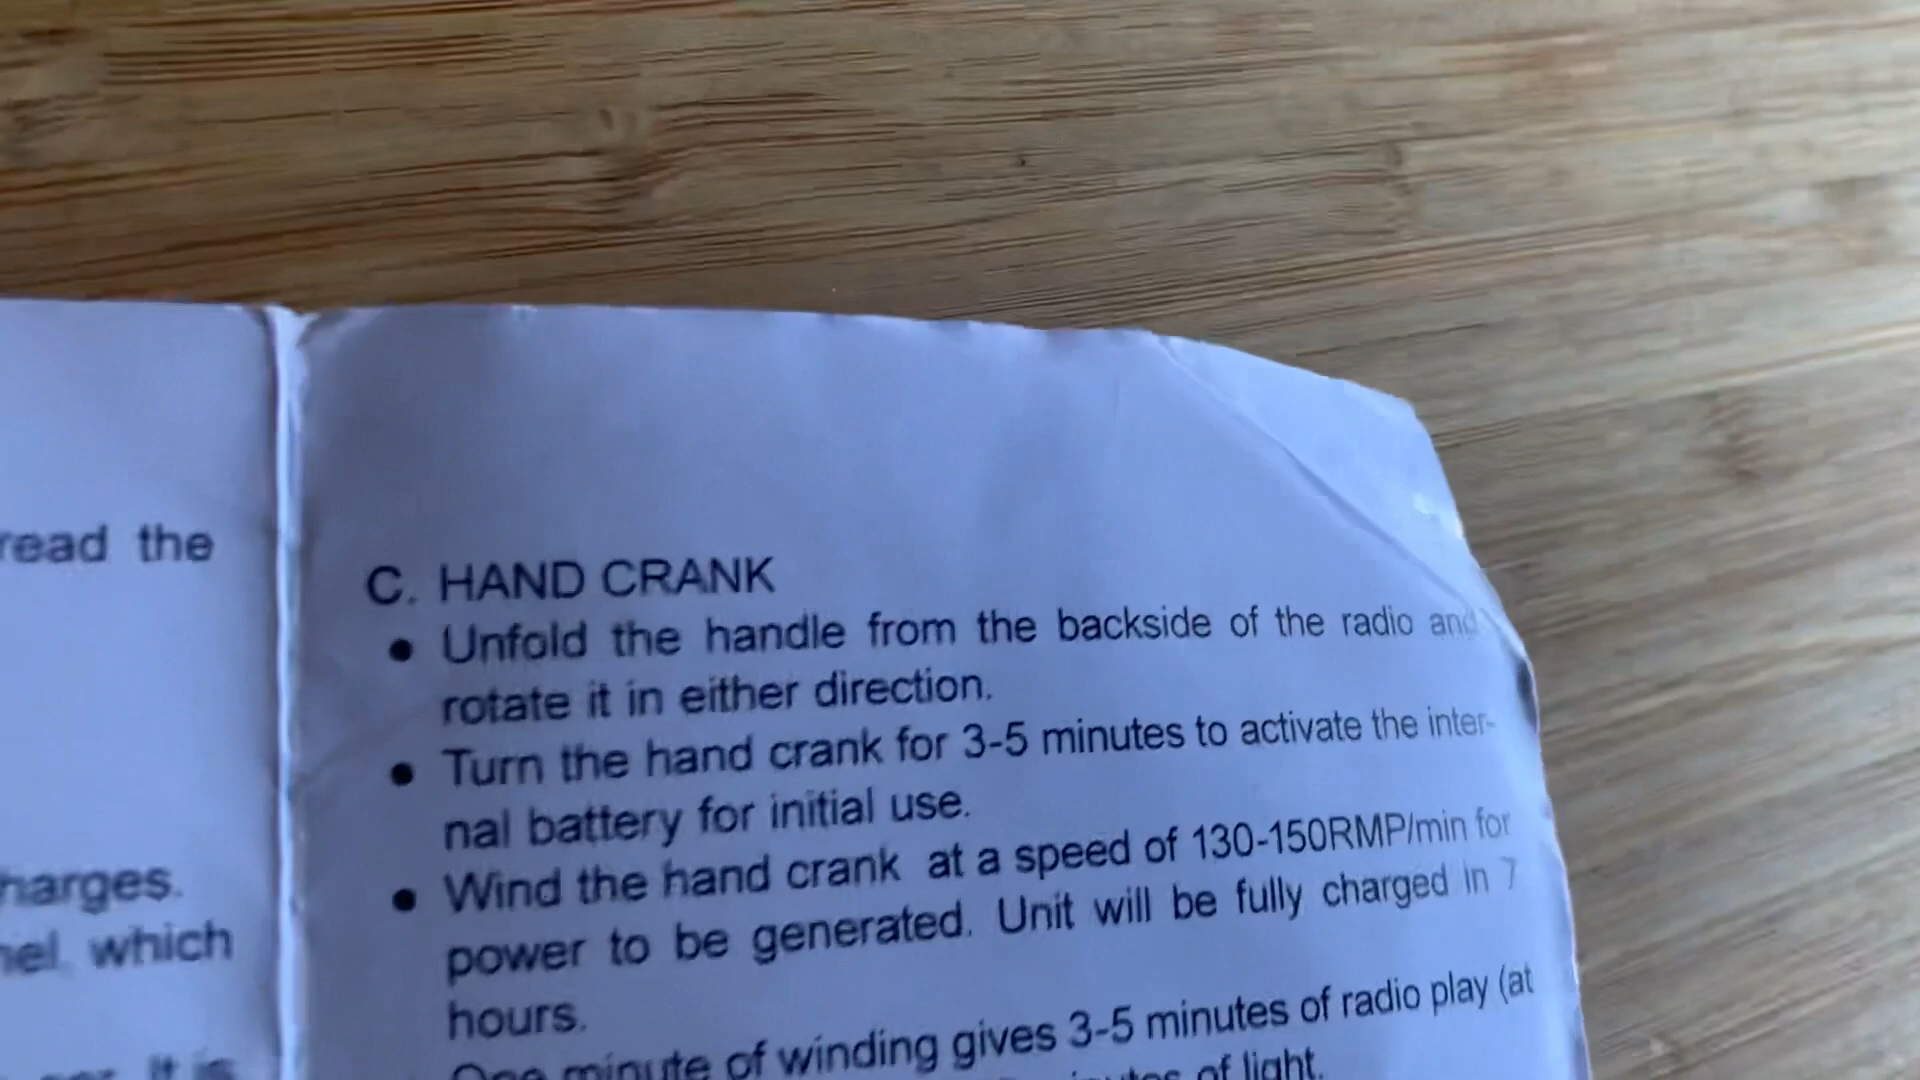 read the
harges.
nel, which
C. HAND CRANK
● Unfold the handle from the backside of the radio and
rotate it in either direction.
● Turn the hand crank for 3-5 minutes to activate the inter-
nal battery for initial use.
● Wind the hand crank at a speed of 130-150RMP/min for
power to be generated. Unit will be fully charged in 7
hours.
One minute of winding gives 3-5 minutes of radio play (at
of light.